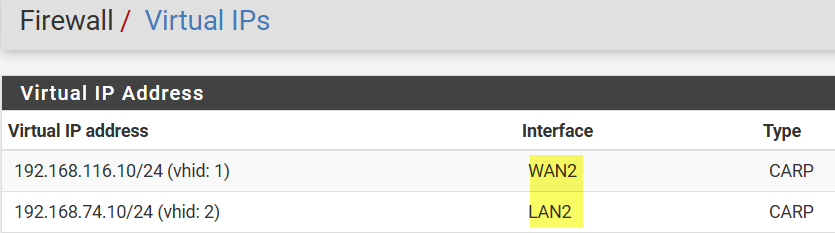 Firewall / Virtual IPs
Virtual IP Address
Virtual IP address Interface Type
192.168.116.10/24 (vhid: 1) WAN2 CARP
192.168.74.10/24 (vhid: 2) LAN2 CARP